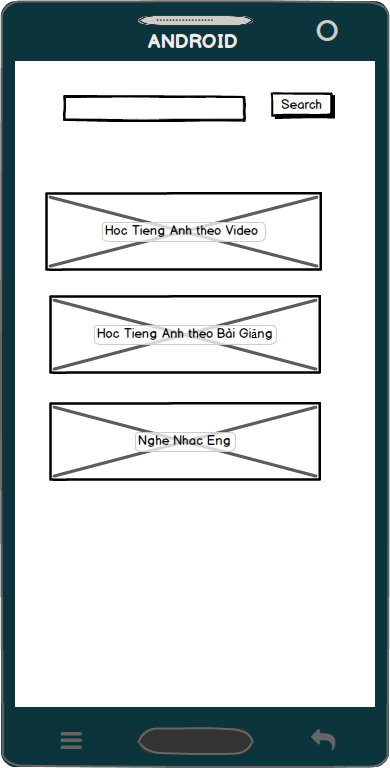 ANDROID
Search
Hoc Tieng Anh theo Video
Hoc Tieng Anh theo Bài Giảng
Nghe Nhac Eng